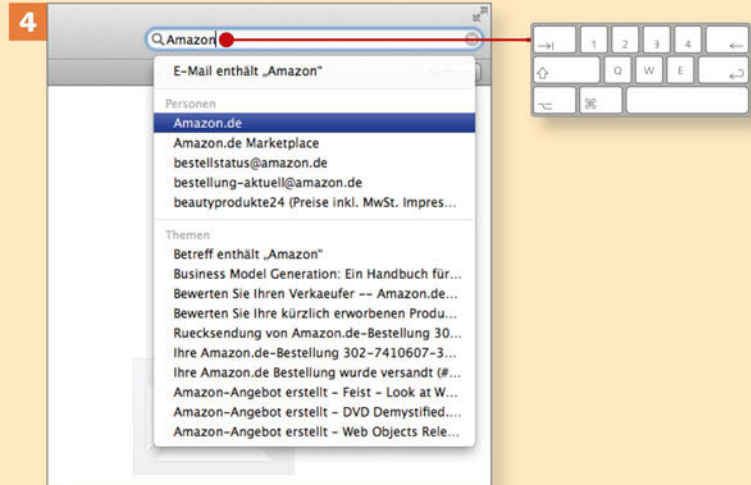 4
Amazon
E-Mail enthält „Amazon"
Personen
Amazon.de
Amazon.de Marketplace
bestellstatus@amazon.de
bestellung-aktuell@amazon.de
beautyprodukte24 (Preise inkl. MwSt. Impres...
Themen
Betreff enthält „Amazon"
Business Model Generation: Ein Handbuch für...
Bewerten Sie Ihren Verkaeufer -- Amazon.de...
Bewerten Sie Ihre kürzlich erworbenen Produ...
Ruecksendung von Amazon.de-Bestellung 30...
Ihre Amazon.de-Bestellung 302-7410607-3...
Ihre Amazon.de Bestellung wurde versandt (#...
Amazon-Angebot erstellt – Feist – Look at W...
Amazon-Angebot erstellt – DVD Demystified....
Amazon-Angebot erstellt – Web Objects Rele...
1 2 3 4
Q W E